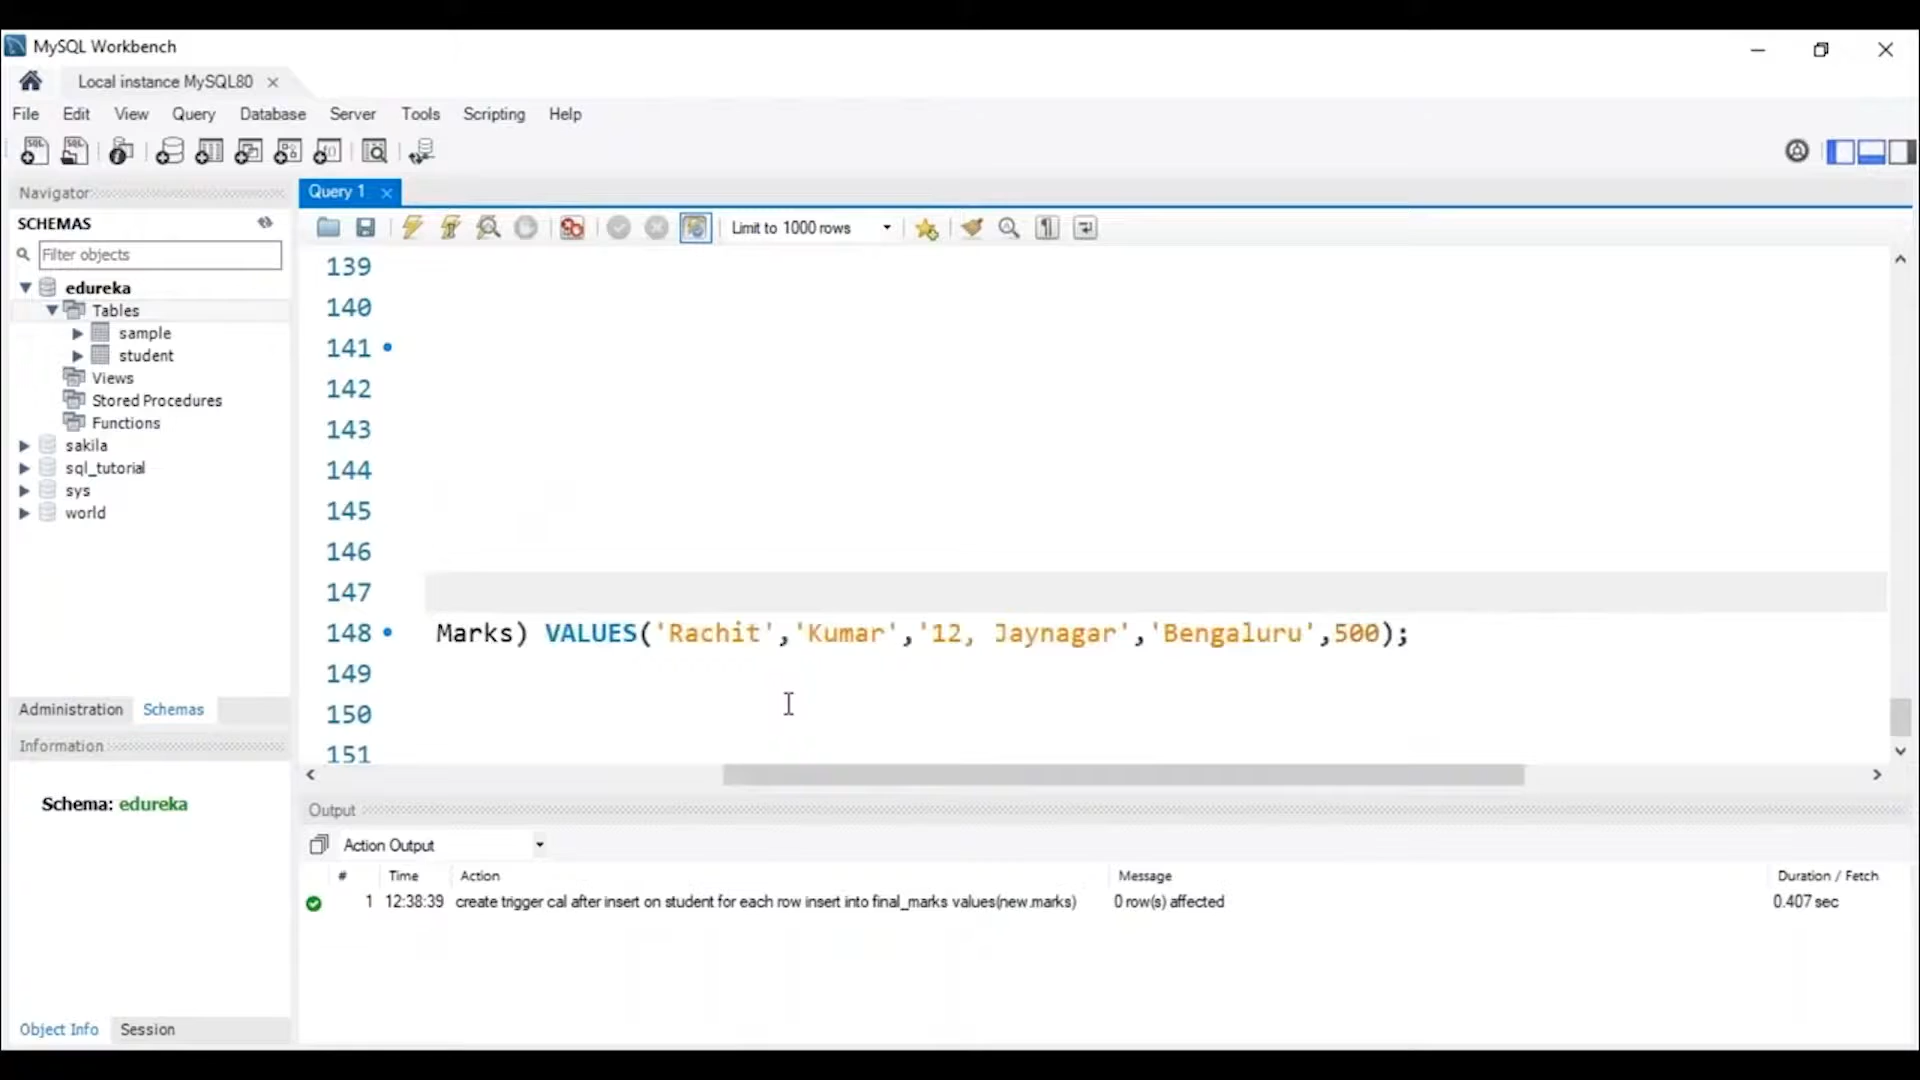 MySQL Workbench
Local instance MySQL80
File Edit View Query Database Server Tools Scripting Help
Navigator
Query 1
SCHEMAS
Limit to 1000 rows
Filter objects
edureka
Tables
sample
student
Views
Stored Procedures
Functions
sakila
sql_tutorial
sys
world
139
140
141
142
143
144
145
146
147
148 Marks) VALUES('Rachit','Kumar','12, Jaynagar','Bengaluru',500);
149
150
151
Administration Schemas
Information
Schema: edureka
Output
Action Output
# Time Action Message Duration / Fetch
1 12:38:39 create trigger cal after insert on student for each row insert into final_marks values(new.marks) 0 row(s) affected 0.407 sec
Object Info Session